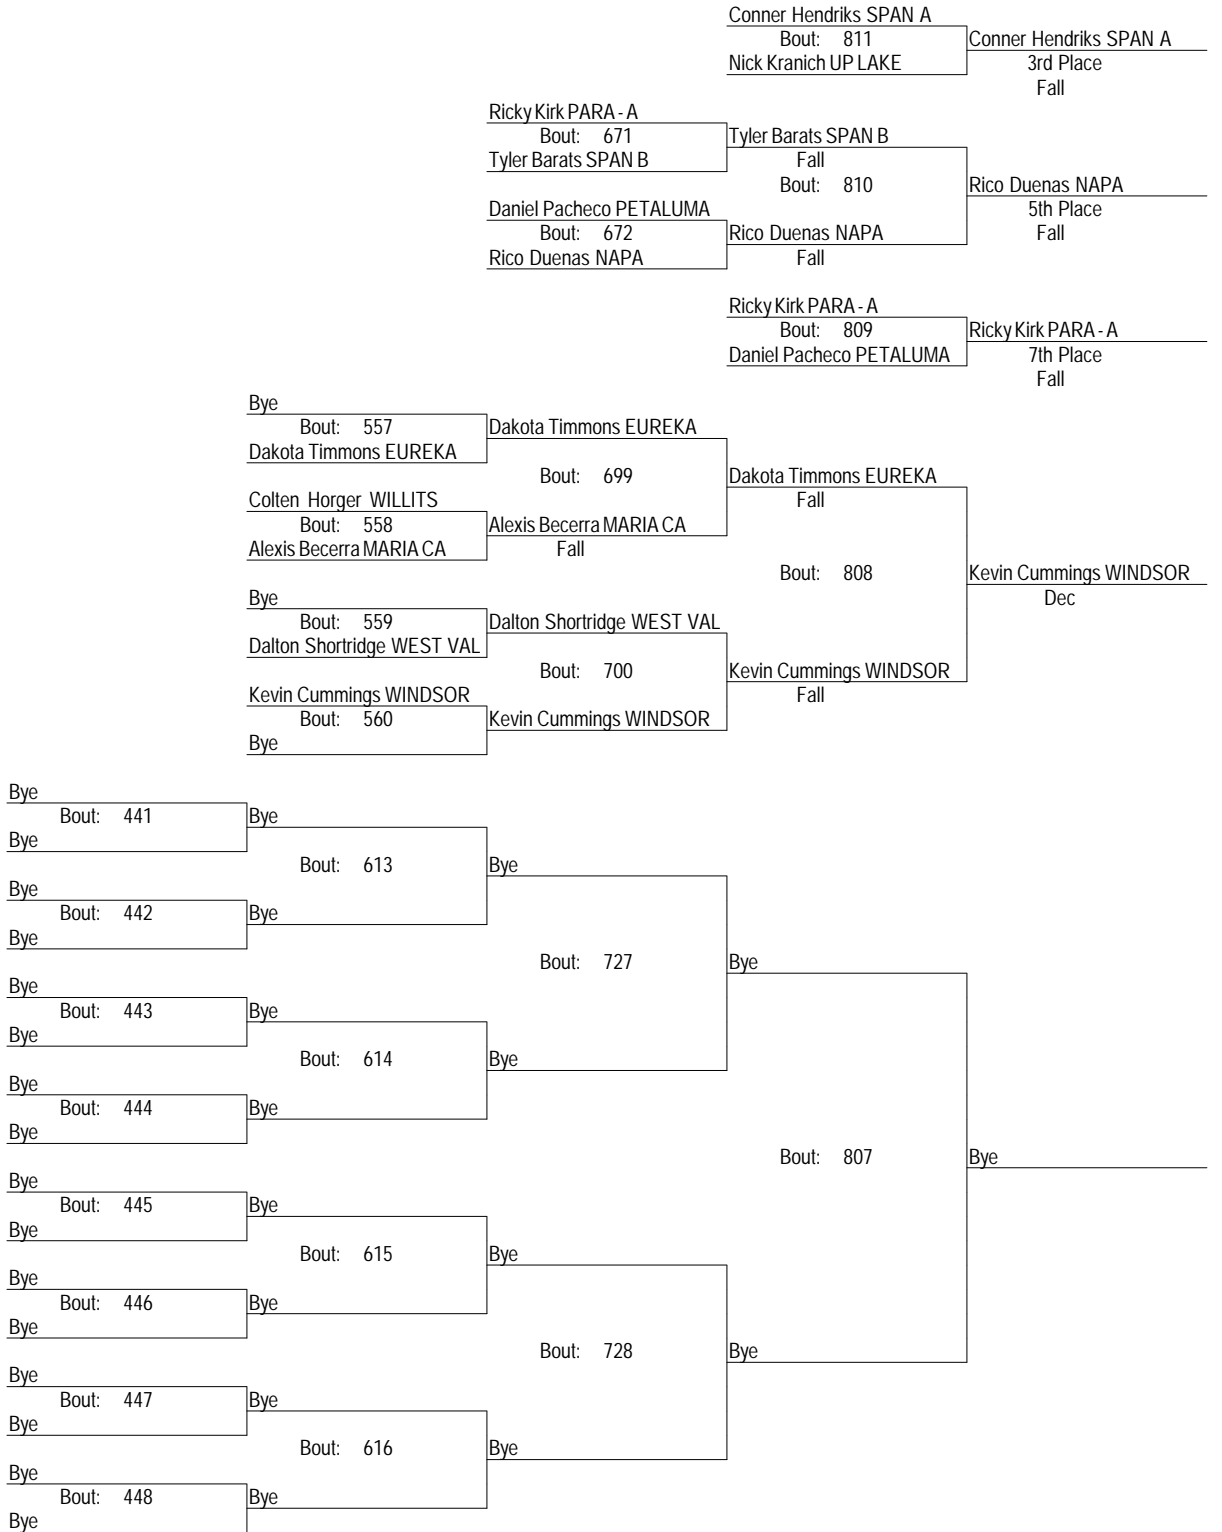 Conner Hendriks SPAN A
Bout: 811
Conner Hendriks SPAN A
Nick Kranich UP LAKE
3rd Place
Fall
Ricky Kirk PARA - A
Bout: 671
Tyler Barats SPAN B
Tyler Barats SPAN B
Fall
Bout: 810
Rico Duenas NAPA
Daniel Pacheco PETALUMA
5th Place
Bout: 672
Rico Duenas NAPA
Fall
Rico Duenas NAPA
Fall
Ricky Kirk PARA - A
Bout: 809
Ricky Kirk PARA - A
Daniel Pacheco PETALUMA
7th Place
Fall
Bye
Bout: 557
Dakota Timmons EUREKA
Dakota Timmons EUREKA
Bout: 699
Dakota Timmons EUREKA
Colten Horger WILLITS
Fall
Bout: 558
Alexis Becerra MARIA CA
Alexis Becerra MARIA CA
Fall
Bout: 808
Kevin Cummings WINDSOR
Bye
Dec
Bout: 559
Dalton Shortridge WEST VAL
Dalton Shortridge WEST VAL
Bout: 700
Kevin Cummings WINDSOR
Kevin Cummings WINDSOR
Fall
Bout: 560
Kevin Cummings WINDSOR
Bye
Bye
Bout: 441
Bye
Bye
Bout: 613
Bye
Bye
Bout: 442
Bye
Bye
Bout: 727
Bye
Bye
Bout: 443
Bye
Bye
Bout: 614
Bye
Bye
Bout: 444
Bye
Bye
Bout: 807
Bye
Bye
Bout: 445
Bye
Bye
Bout: 615
Bye
Bye
Bout: 446
Bye
Bye
Bout: 728
Bye
Bye
Bout: 447
Bye
Bye
Bout: 616
Bye
Bye
Bout: 448
Bye
Bye